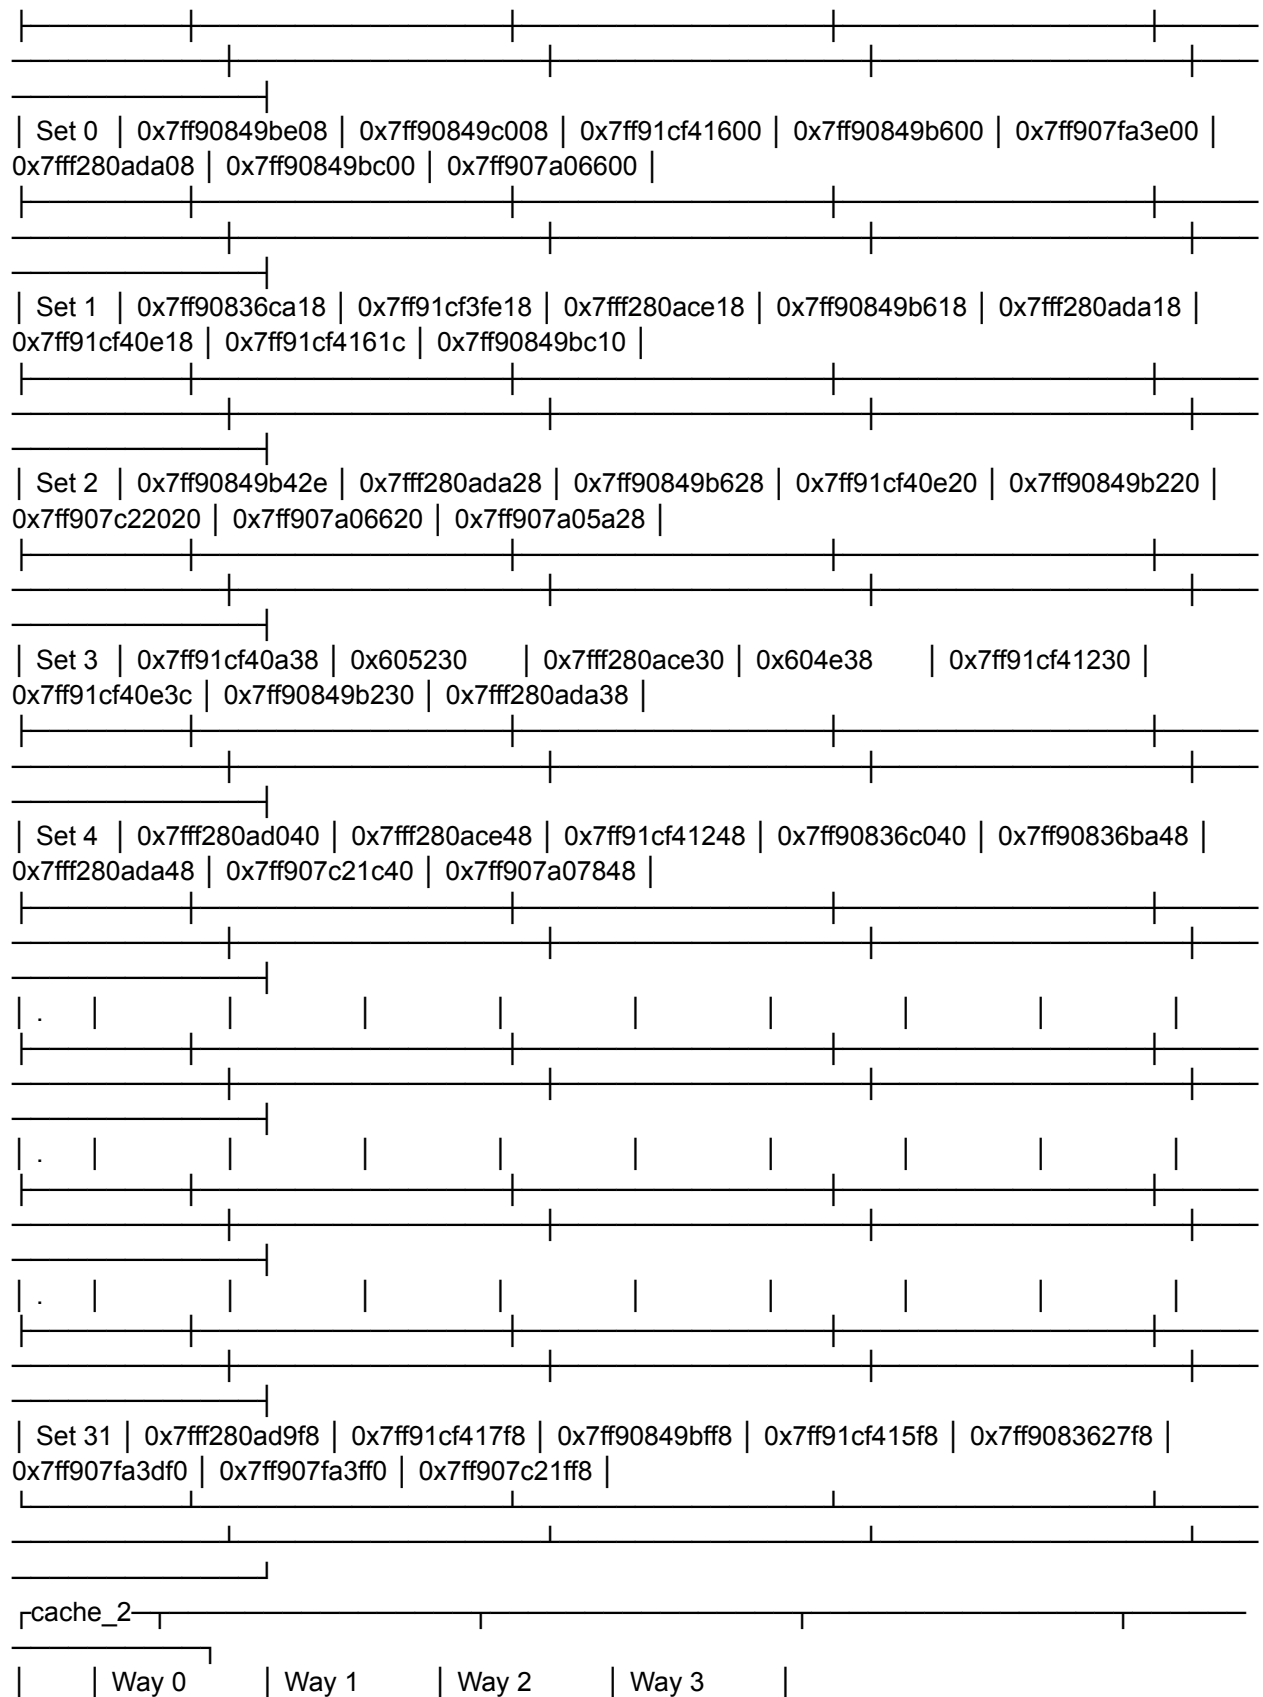 ├────────┼────────────────┼────────────────┼────────────────┼─────
───────────┼────────────────┼────────────────┼────────────────┼───
─────────────┤
│ Set 0 │ 0x7ff90849be08 │ 0x7ff90849c008 │ 0x7ff91cf41600 │ 0x7ff90849b600 │ 0x7ff907fa3e00 │
0x7fff280ada08 │ 0x7ff90849bc00 │ 0x7ff907a06600 │
├────────┼────────────────┼────────────────┼────────────────┼─────
───────────┼────────────────┼────────────────┼────────────────┼───
─────────────┤
│ Set 1 │ 0x7ff90836ca18 │ 0x7ff91cf3fe18 │ 0x7fff280ace18 │ 0x7ff90849b618 │ 0x7fff280ada18 │
0x7ff91cf40e18 │ 0x7ff91cf4161c │ 0x7ff90849bc10 │
├────────┼────────────────┼────────────────┼────────────────┼─────
───────────┼────────────────┼────────────────┼────────────────┼───
─────────────┤
│ Set 2 │ 0x7ff90849b42e │ 0x7fff280ada28 │ 0x7ff90849b628 │ 0x7ff91cf40e20 │ 0x7ff90849b220 │
0x7ff907c22020 │ 0x7ff907a06620 │ 0x7ff907a05a28 │
├────────┼────────────────┼────────────────┼────────────────┼─────
───────────┼────────────────┼────────────────┼────────────────┼───
─────────────┤
│ Set 3 │ 0x7ff91cf40a38 │ 0x605230 │ 0x7fff280ace30 │ 0x604e38 │ 0x7ff91cf41230 │
0x7ff91cf40e3c │ 0x7ff90849b230 │ 0x7fff280ada38 │
├────────┼────────────────┼────────────────┼────────────────┼─────
───────────┼────────────────┼────────────────┼────────────────┼───
─────────────┤
│ Set 4 │ 0x7fff280ad040 │ 0x7fff280ace48 │ 0x7ff91cf41248 │ 0x7ff90836c040 │ 0x7ff90836ba48 │
0x7fff280ada48 │ 0x7ff907c21c40 │ 0x7ff907a07848 │
├────────┼────────────────┼────────────────┼────────────────┼─────
───────────┼────────────────┼────────────────┼────────────────┼───
─────────────┤
│ . │ │ │ │ │ │ │ │ │
├────────┼────────────────┼────────────────┼────────────────┼─────
───────────┼────────────────┼────────────────┼────────────────┼───
─────────────┤
│ . │ │ │ │ │ │ │ │ │
├────────┼────────────────┼────────────────┼────────────────┼─────
───────────┼────────────────┼────────────────┼────────────────┼───
─────────────┤
│ . │ │ │ │ │ │ │ │ │
├────────┼────────────────┼────────────────┼────────────────┼─────
───────────┼────────────────┼────────────────┼────────────────┼───
─────────────┤
│ Set 31 │ 0x7fff280ad9f8 │ 0x7ff91cf417f8 │ 0x7ff90849bff8 │ 0x7ff91cf415f8 │ 0x7ff9083627f8 │
0x7ff907fa3df0 │ 0x7ff907fa3ff0 │ 0x7ff907c21ff8 │
└────────┴────────────────┴────────────────┴────────────────┴─────
───────────┴────────────────┴────────────────┴────────────────┴───
─────────────┘
┌cache_2─┬────────────────┬────────────────┬────────────────┬──────
──────────┐
│ │ Way 0 │ Way 1 │ Way 2 │ Way 3 │